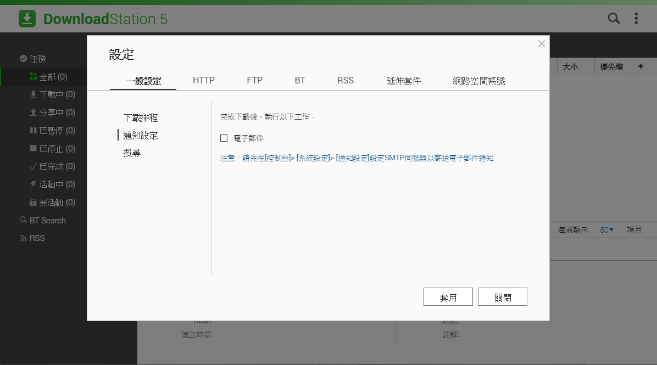 DownloadStation 5
設定
一般設定 HTTP FTP BT RSS 延伸套件 網路空間帳號
大小 優先權
任務
全部 (0)
下載中 (0)
分享中 (0)
已暫停 (0)
已停止 (0)
已完成 (0)
活動中 (0)
非活動 (0)
BT Search
RSS
下載排程
通知設定
搜尋
完成下載後，執行以下工作。
電子郵件
注意：請先在[控制台]> [系統設定]> [通知設定]設定SMTP伺服器以寄送電子郵件通知
每頁顯示 50 項目
套用 關閉
建立時間:
註解: